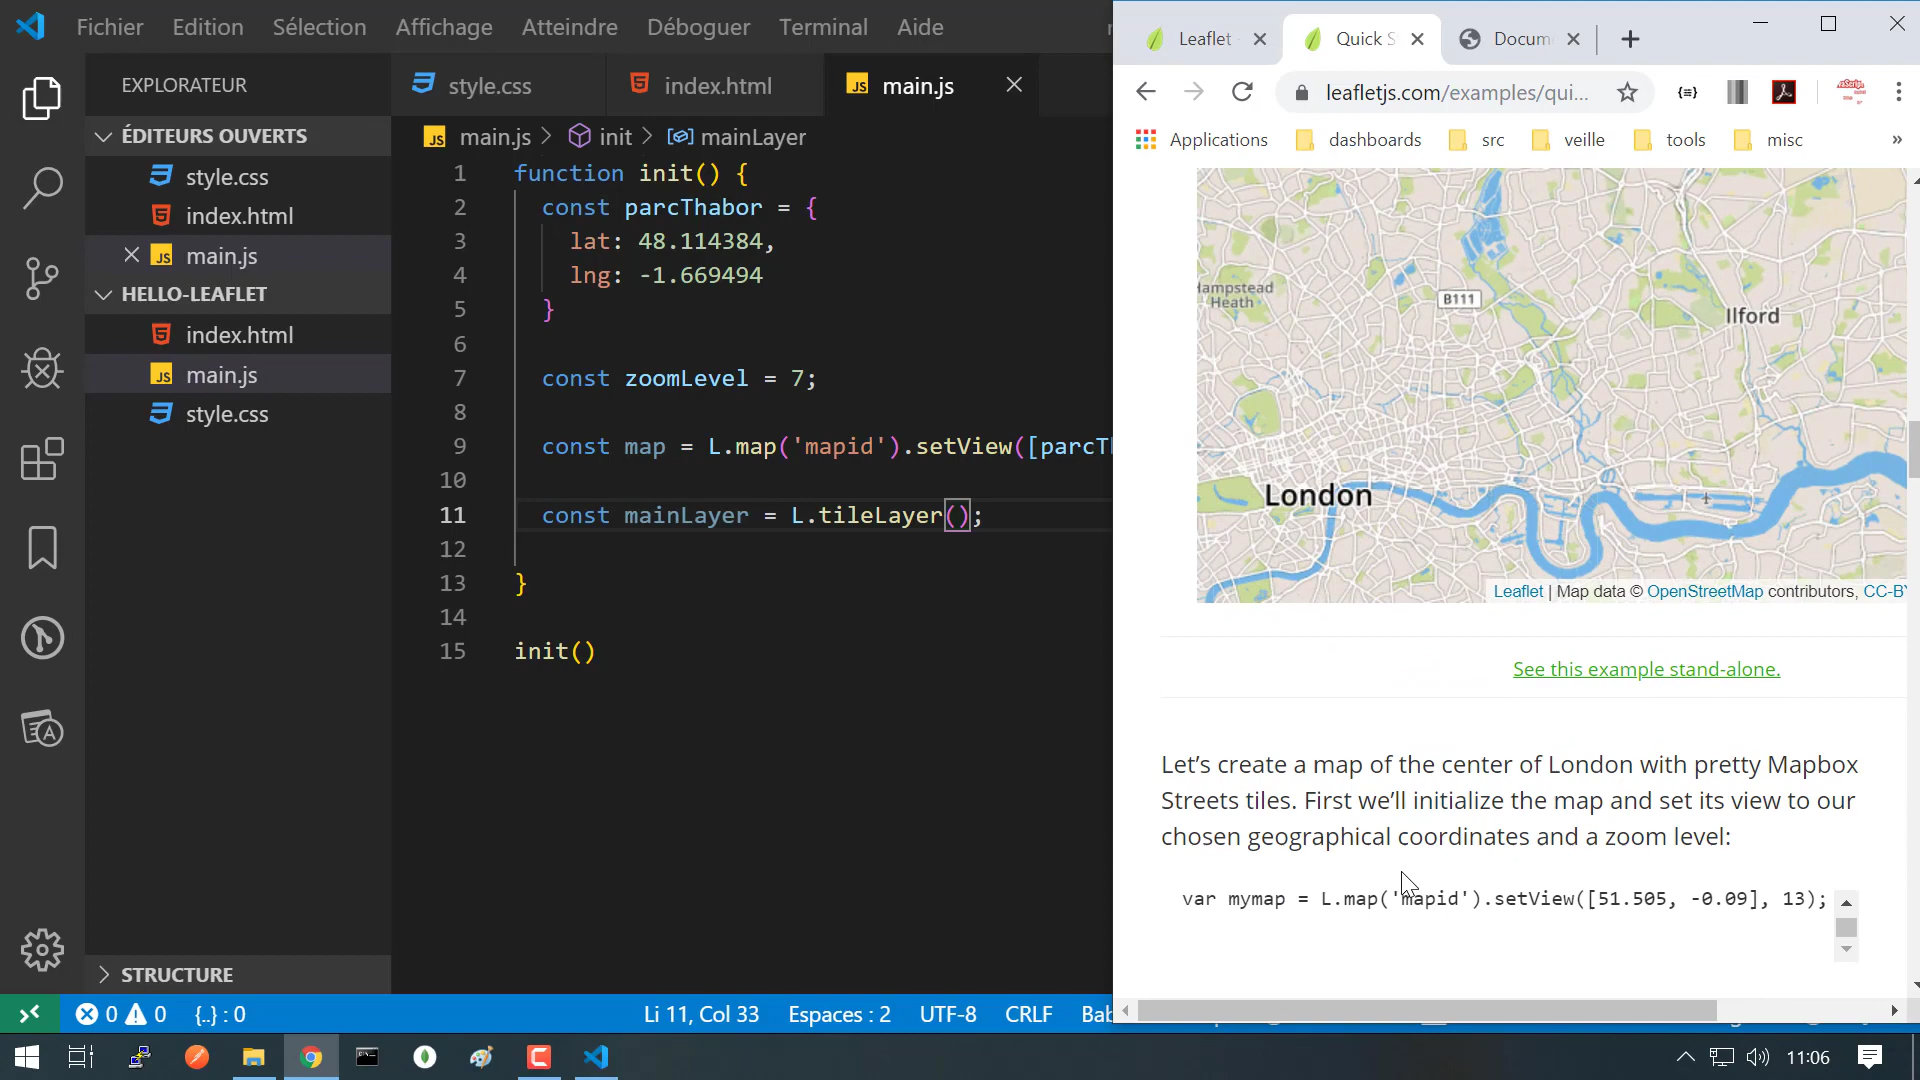 Fichier Edition Sélection Affichage Atteindre Déboguer Terminal Aide
EXPLORATEUR
ÉDITEURS OUVERTS
style.css
index.html
main.js
HELLO-LEAFLET
index.html
main.js
style.css
STRUCTURE
style.css index.html main.js
main.js > init > mainLayer
1 function init() {
2 const parcThabor = {
3 lat: 48.114384,
4 lng: -1.669494
5 }
6
7 const zoomLevel = 7;
8
9 const map = L.map('mapid').setView([parcTh
10
11 const mainLayer = L.tileLayer();
12
13 }
14
15 init()
0 0 {..} : 0 Li 11, Col 33 Espaces : 2 UTF-8 CRLF Bab
Leaflet Quick S Docum
leafletjs.com/examples/qui...
Applications dashboards src veille tools misc »
Hampstead
Heath
B111
Ilford
London
Leaflet | Map data © OpenStreetMap contributors, CC-BY
See this example stand-alone.
Let’s create a map of the center of London with pretty Mapbox
Streets tiles. First we’ll initialize the map and set its view to our
chosen geographical coordinates and a zoom level:
var mymap = L.map('mapid').setView([51.505, -0.09], 13);
11:06